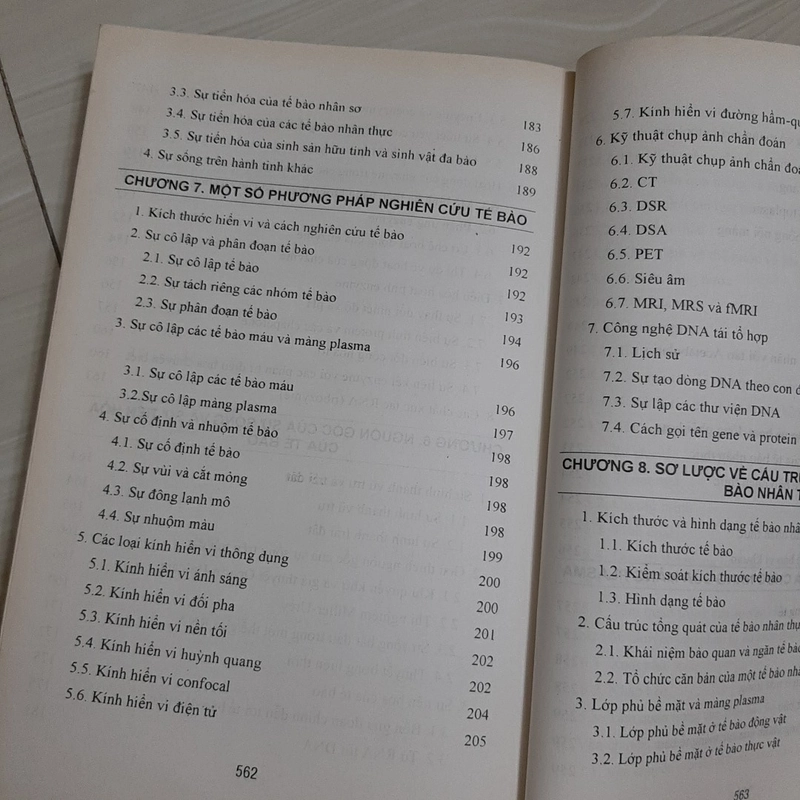 3.3. Sự tiến hóa của tế bào nhân sơ 183
3.4. Sự tiến hóa của các tế bào nhân thực 186
3.5. Sự tiến hóa của sinh sản hữu tính và sinh vật đa bào 188
4. Sự sống trên hành tinh khác 189
CHƯƠNG 7. MỘT SỐ PHƯƠNG PHÁP NGHIÊN CỨU TẾ BÀO
1. Kích thước hiển vi và cách nghiên cứu tế bào 192
2. Sự cô lập và phân đoạn tế bào 192
2.1. Sự cô lập tế bào 192
2.2. Sự tách riêng các nhóm tế bào 193
2.3. Sự phân đoạn tế bào 194
3. Sự cô lập các tế bào máu và màng plasma 196
3.1. Sự cô lập các tế bào máu 196
3.2.Sự cô lập màng plasma 197
4. Sự cố định và nhuộm tế bào 198
4.1. Sự cố định tế bào 198
4.2. Sự vùi và cắt mỏng 198
4.3. Sự đông lạnh mô 198
4.4. Sự nhuộm màu 199
5. Các loại kính hiển vi thông dụng 200
5.1. Kính hiển vi ánh sáng 200
5.2. Kính hiển vi đối pha 201
5.3. Kính hiển vi nền tối 202
5.4. Kính hiển vi huỳnh quang 202
5.5. Kính hiển vi confocal 204
5.6. Kính hiển vi điện tử 205
562
5.7. Kính hiển vi đường hầm-
6. Kỹ thuật chụp ảnh chẩn đoán
6.1. Kỹ thuật chụp ảnh chẩn
6.2. CT
6.3. DSR
6.4. DSA
6.5. PET
6.6. Siêu âm
6.7. MRI, MRS và fMRI
7. Công nghệ DNA tái tổ hợp
7.1. Lịch sử
7.2. Sự tạo dòng DNA theo con
7.3. Sự lập các thư viện DNA
7.4. Cách gọi tên gene và protein
CHƯƠNG 8. SƠ LƯỢC VỀ CẤU
BÀO NHÂN
1. Kích thước và hình dạng tế bào
1.1. Kích thước tế bào
1.2. Kiểm soát kích thước tế bào
1.3. Hình dạng tế bào
2. Cấu trúc tổng quát của tế bào nhân
2.1. Khái niệm bào quan và ngăn tế
2.2. Tổ chức căn bản của một tế bào
3. Lớp phủ bề mặt và màng plasma
3.1. Lớp phủ bề mặt ở tế bào động vật
3.2. Lớp phủ bề mặt ở tế bào thực vật
563